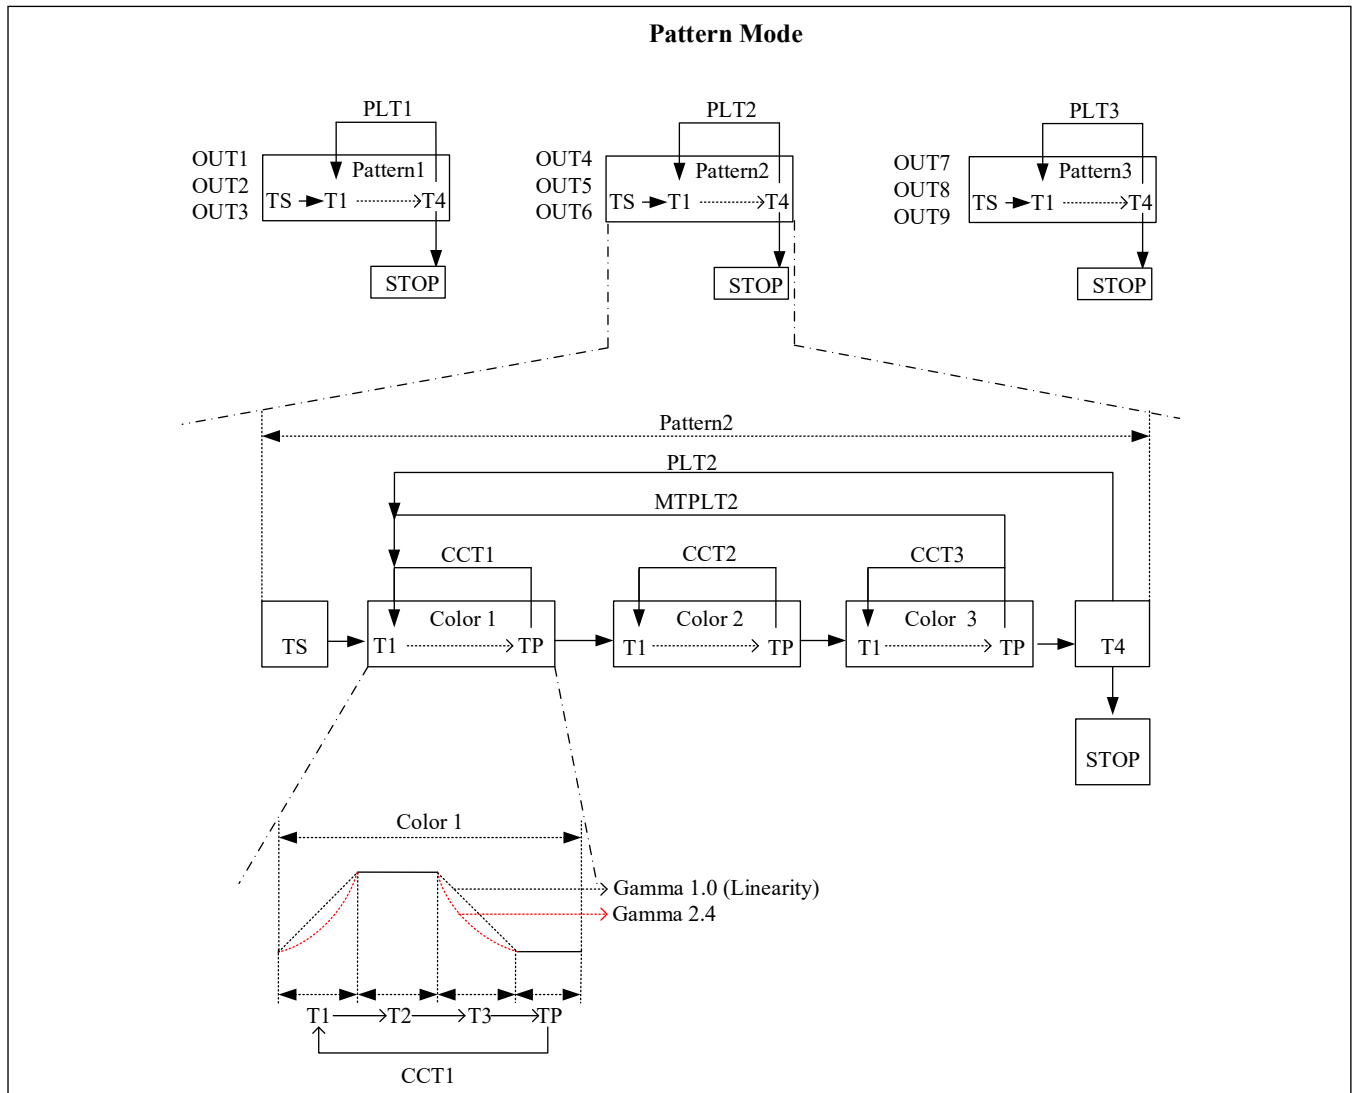 Pattern Mode
PLT1
PLT2
PLT3
OUT1
OUT2
OUT3
Pattern1
TS T1 T4
STOP
OUT4
OUT5
OUT6
Pattern2
TS T1 T4
STOP
OUT7
OUT8
OUT9
Pattern3
TS T1 T4
STOP
Pattern2
PLT2
MTPLT2
CCT1
CCT2
CCT3
TS
Color 1
T1 TP
Color 2
T1 TP
Color 3
T1 TP
T4
STOP
Color 1
Gamma 1.0 (Linearity)
Gamma 2.4
T1 T2 T3 TP
CCT1